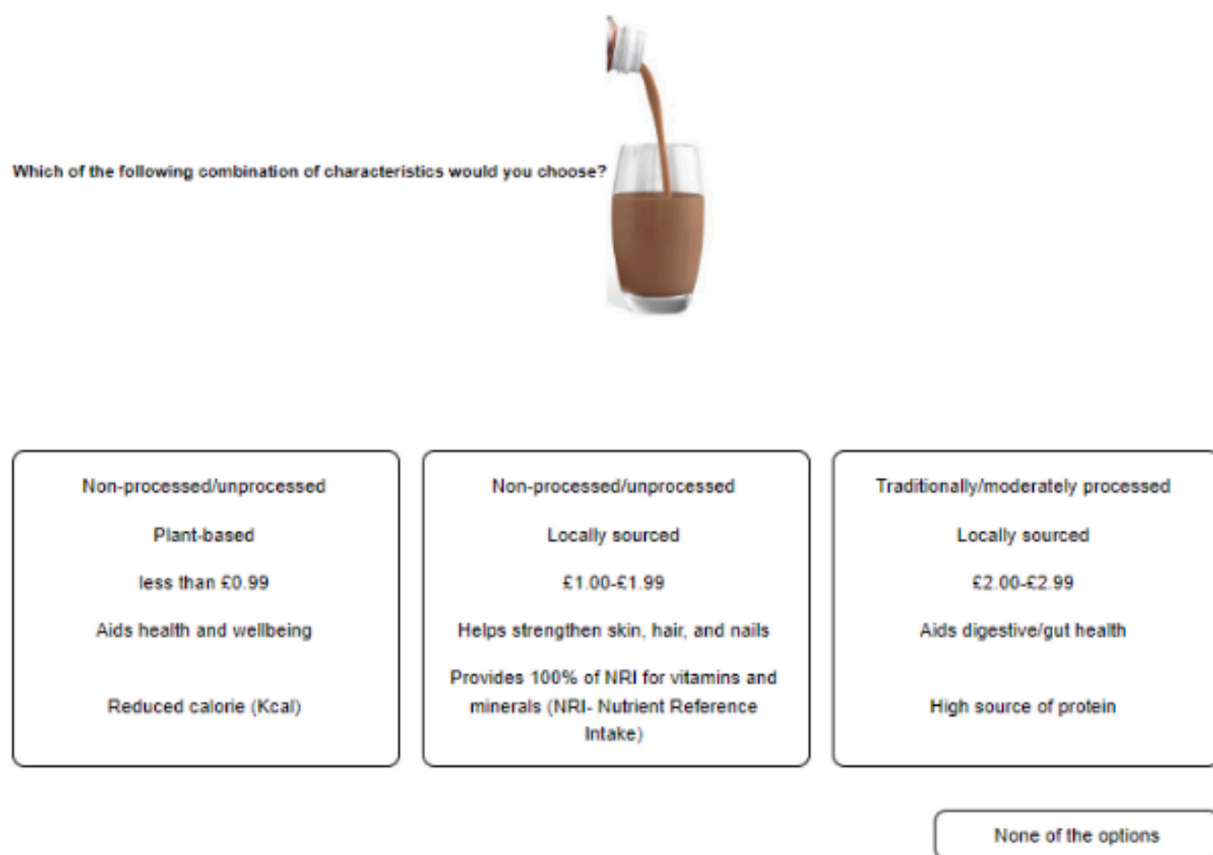 Which of the following combination of characteristics would you choose?
Non-processed/unprocessed
Plant-based
less than £0.99
Aids health and wellbeing
Reduced calorie (Kcal)
Non-processed/unprocessed
Locally sourced
£1.00-£1.99
Helps strengthen skin, hair, and nails
Provides 100% of NRI for vitamins and
minerals (NRI- Nutrient Reference
Intake)
Traditionally/moderately processed
Locally sourced
£2.00-£2.99
Aids digestive/gut health
High source of protein
None of the options